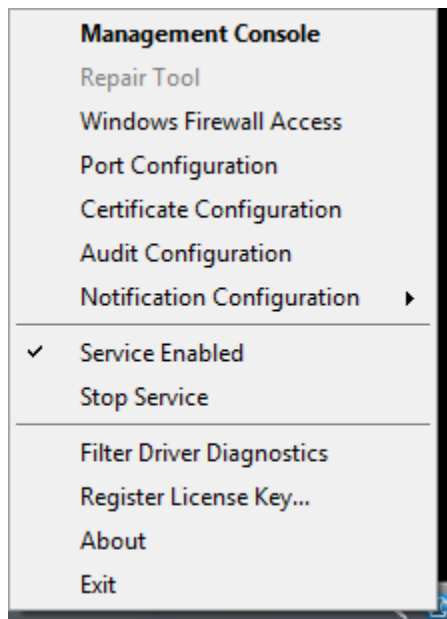 Management Console
Repair Tool
Windows Firewall Access
Port Configuration
Certificate Configuration
Audit Configuration
Notification Configuration
Service Enabled
Stop Service
Filter Driver Diagnostics
Register License Key...
About
Exit